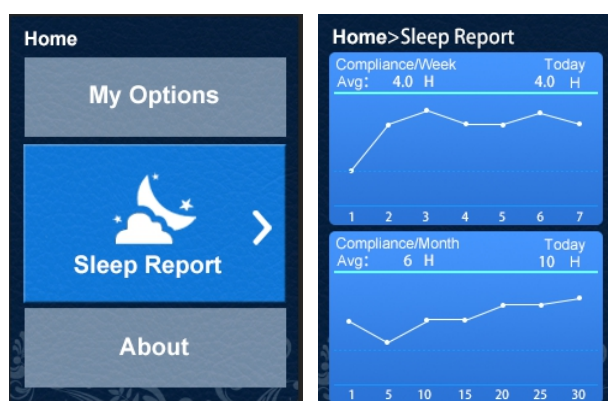 Home
My Options
Sleep Report
About
Home>Sleep Report
Compliance/Week Today
Avg: 4.0 H 4.0 H
1 2 3 4 5 6 7
Compliance/Month Today
Avg: 6 H 10 H
1 5 10 15 20 25 30